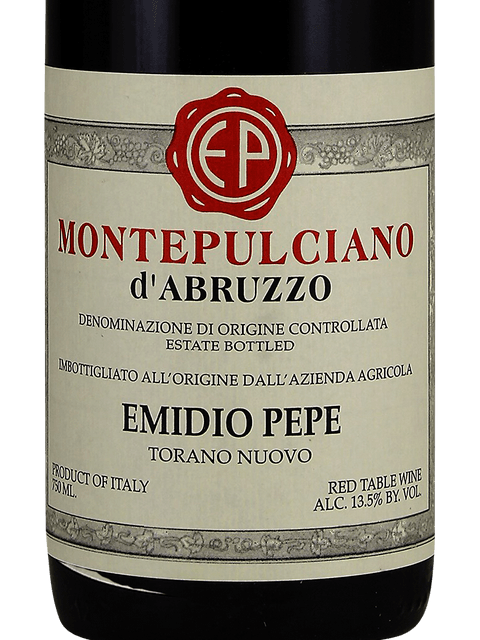 EP
MONTEPULCIANO
d'ABRUZZO
DENOMINAZIONE DI ORIGINE CONTROLLATA
ESTATE BOTTLED
IMBOTTIGLIATO ALL'ORIGINE DALL'AZIENDA AGRICOLA
EMIDIO PEPE
TORANO NUOVO
PRODUCT OF ITALY
750 ML.
RED TABLE WINE
ALC. 13.5% BY. VOL.